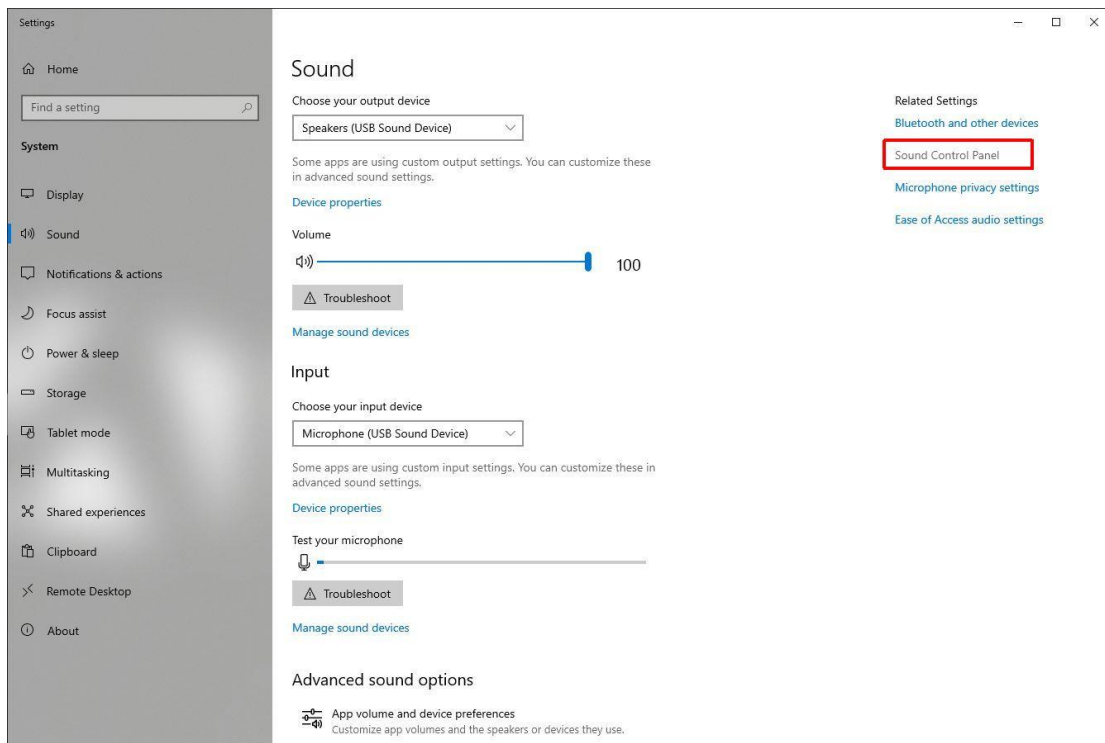 Settings
Home
Find a setting
System
Display
Sound
Notifications & actions
Focus assist
Power & sleep
Storage
Tablet mode
Multitasking
Shared experiences
Clipboard
Remote Desktop
About
Sound
Choose your output device
Speakers (USB Sound Device)
Some apps are using custom output settings. You can customize these
in advanced sound settings.
Device properties
Volume
100
Troubleshoot
Manage sound devices
Input
Choose your input device
Microphone (USB Sound Device)
Some apps are using custom input settings. You can customize these in
advanced sound settings.
Device properties
Test your microphone
Troubleshoot
Manage sound devices
Advanced sound options
App volume and device preferences
Customize app volumes and the speakers or devices they use.
Related Settings
Bluetooth and other devices
Sound Control Panel
Microphone privacy settings
Ease of Access audio settings